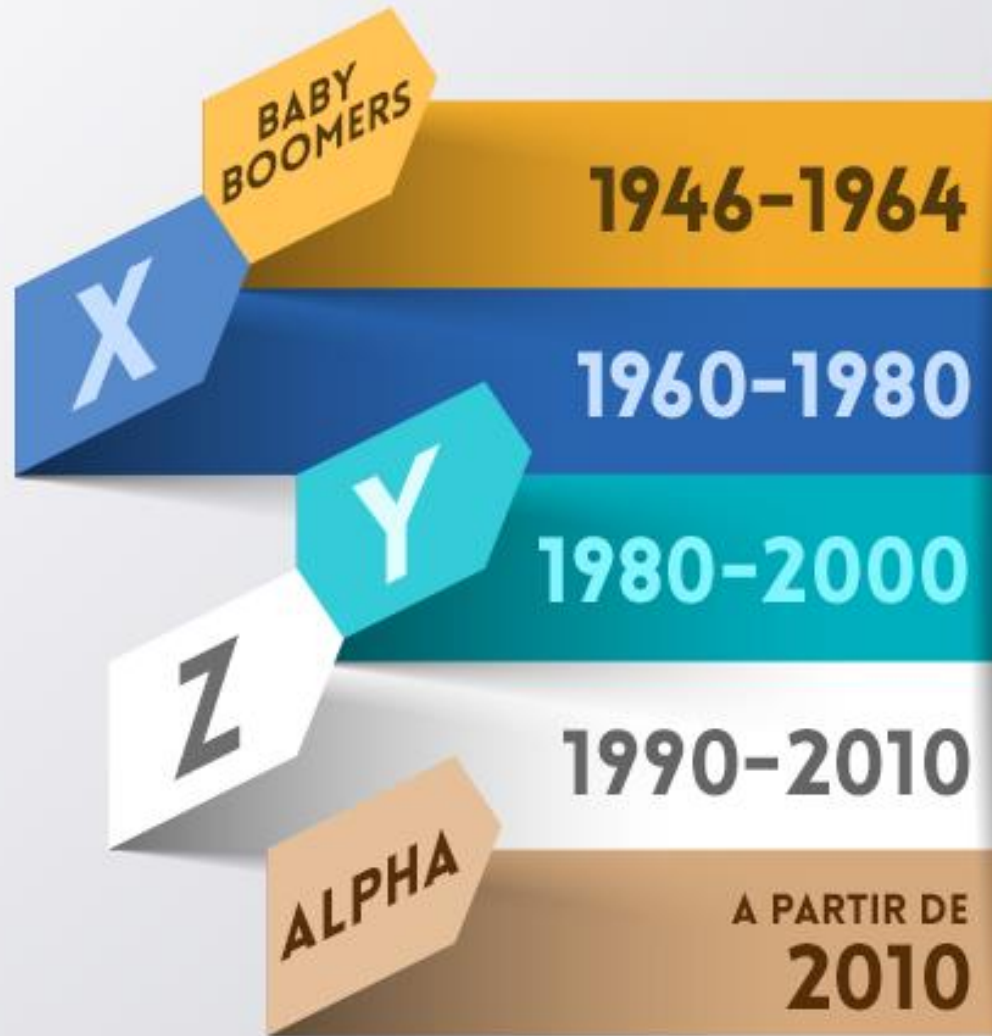 BABY
BOOMERS
1946-1964
X
1960-1980
Y
1980-2000
Z
1990-2010
ALPHA
A PARTIR DE
2010